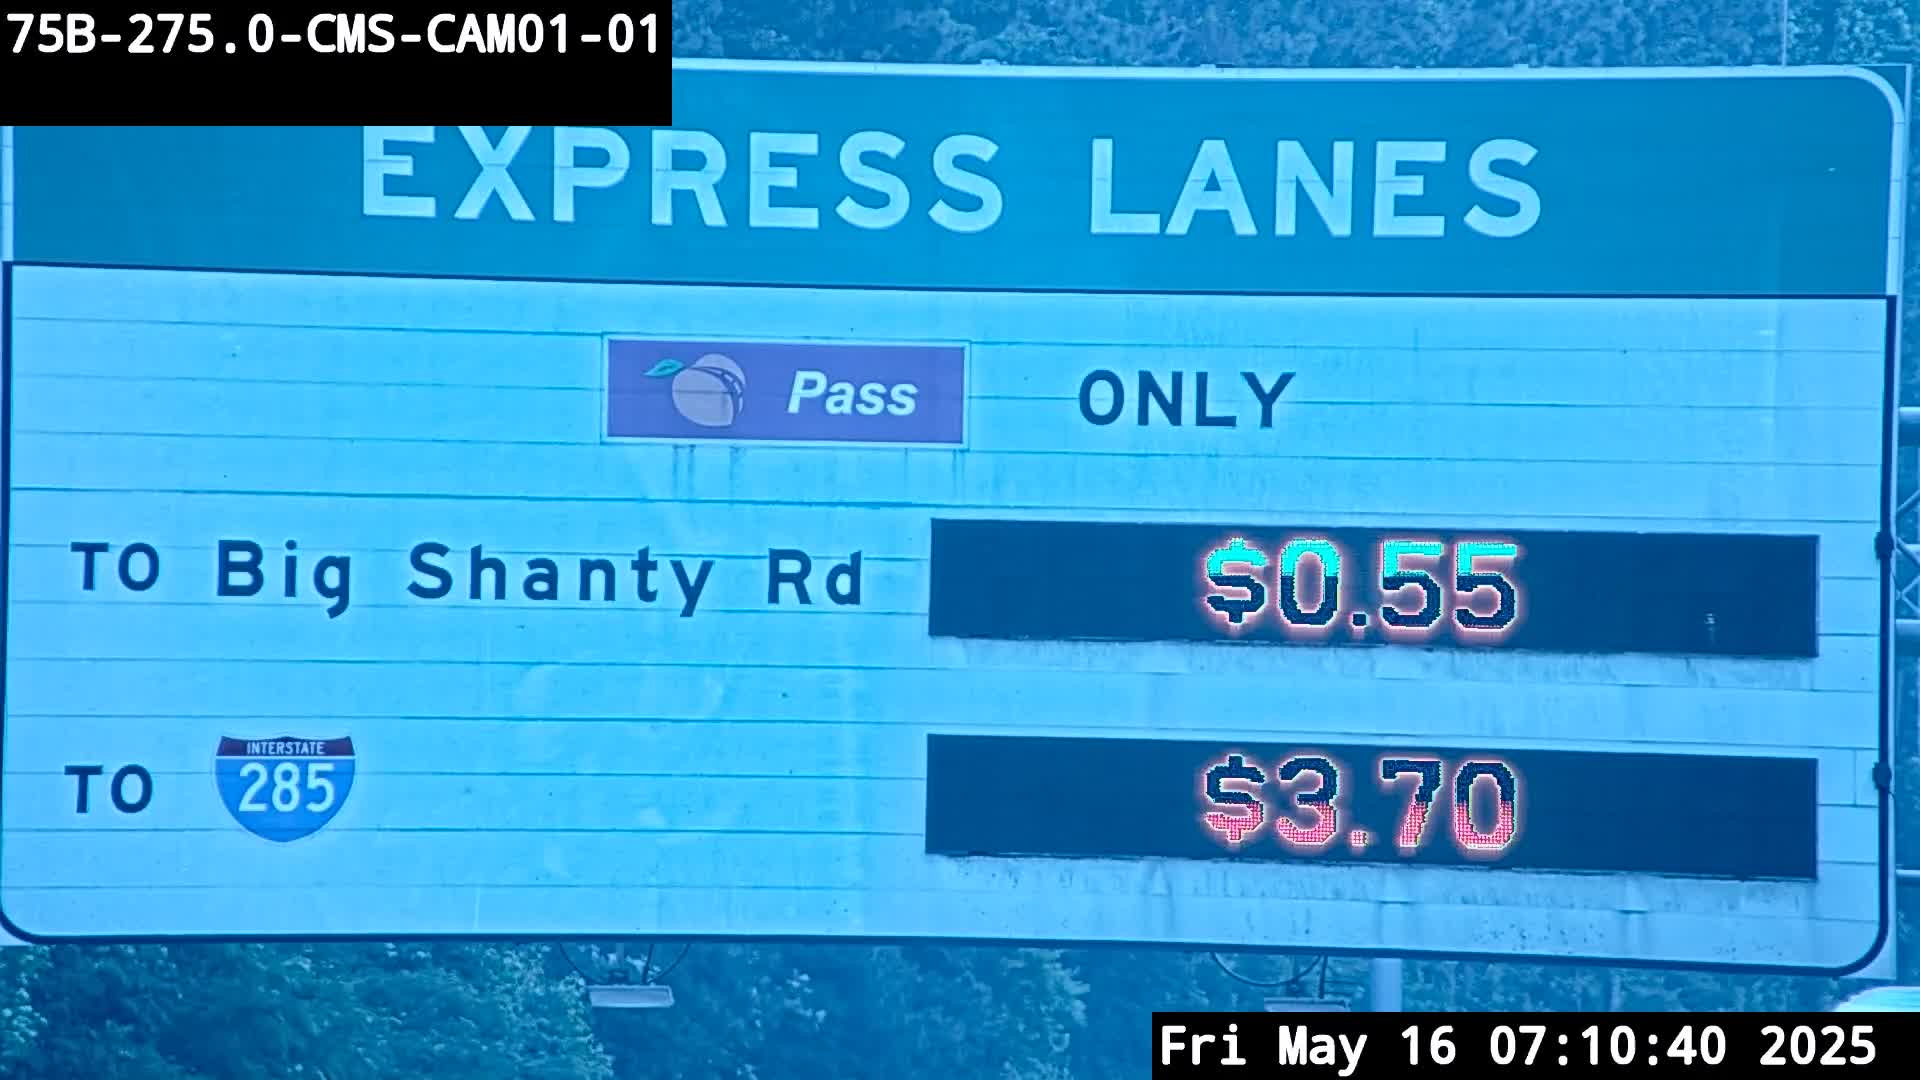 75B-275.0-CMS-CAM01-01
EXPRESS LANES
Pass ONLY
TO Big Shanty Rd $0.55
TO INTERSTATE 285 $3.70
Fri May 16 07:10:40 2025